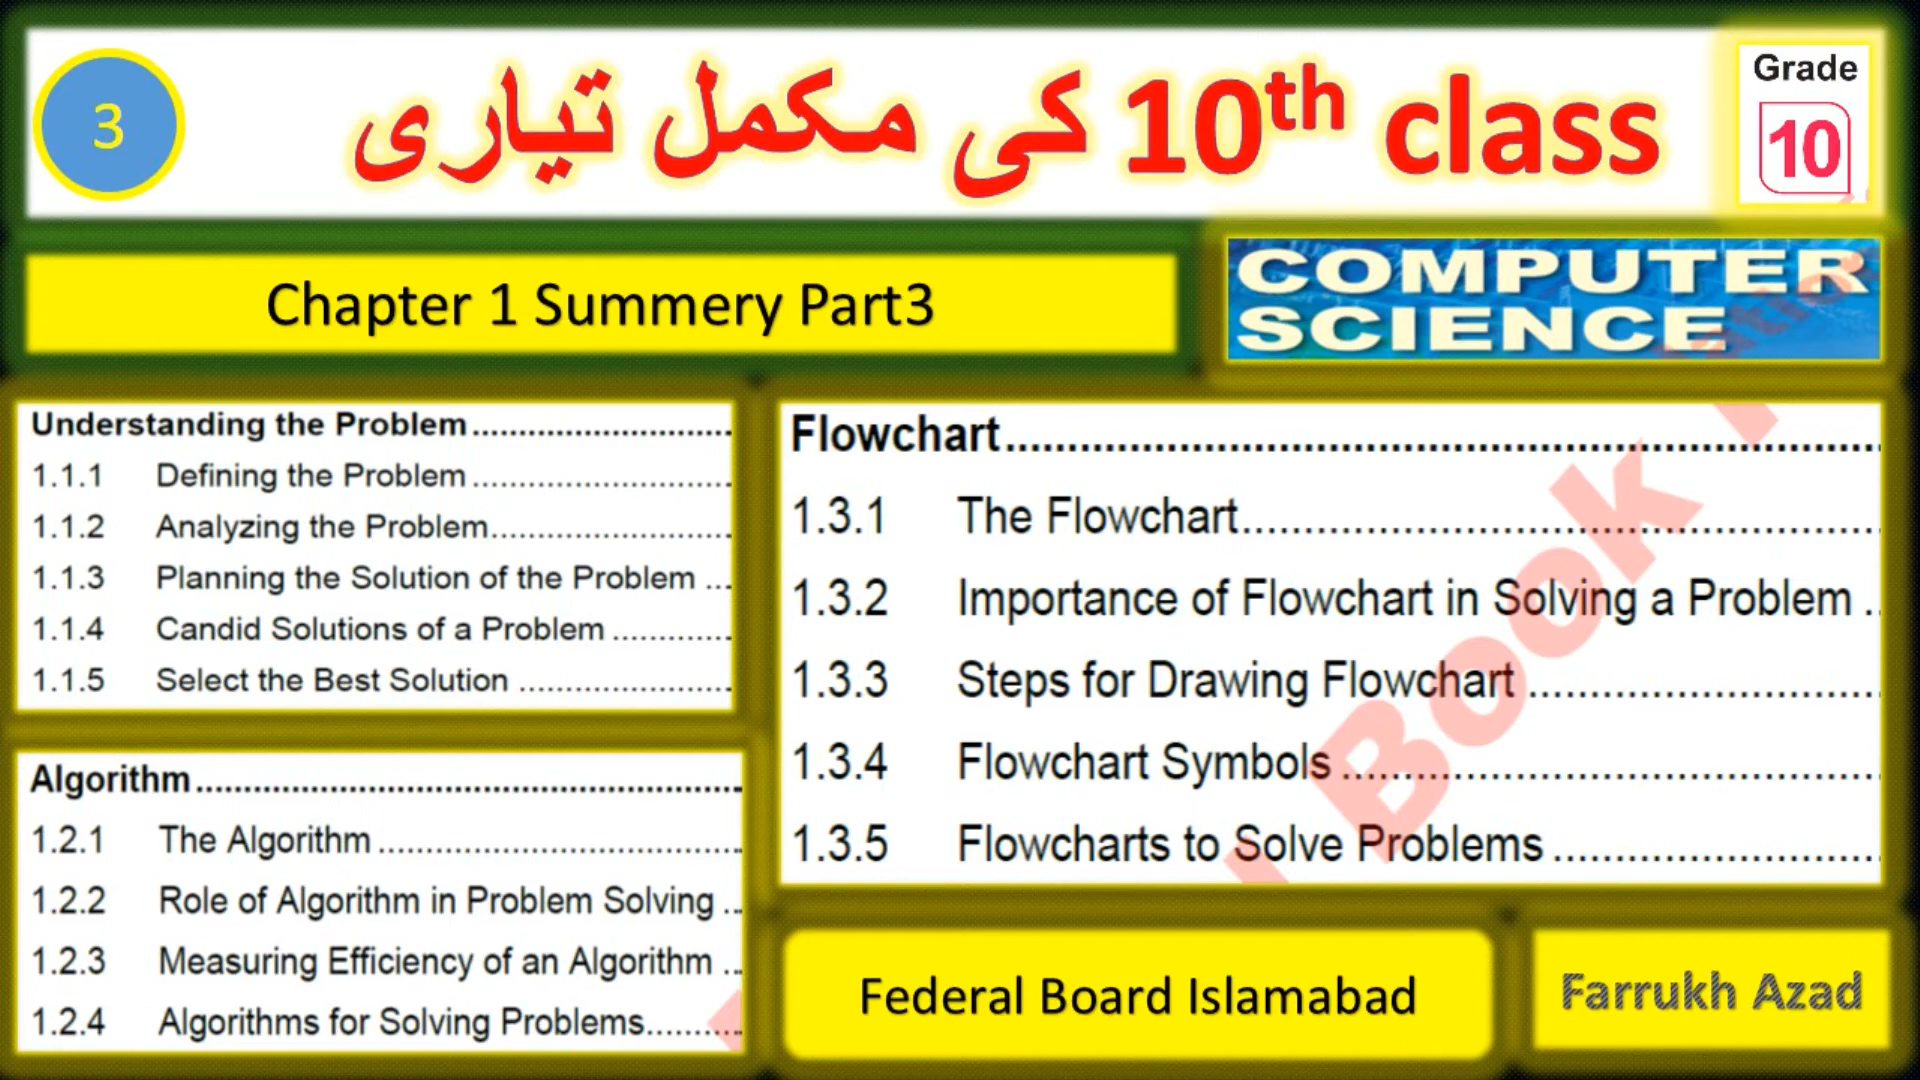 3
10th class کی مکمل تیاری
Grade
10
Chapter 1 Summery Part3
COMPUTER
SCIENCE
Understanding the Problem..........................
1.1.1 Defining the Problem..........................
1.1.2 Analyzing the Problem........................
1.1.3 Planning the Solution of the Problem ...
1.1.4 Candid Solutions of a Problem ............
1.1.5 Select the Best Solution .....................
Algorithm.........................................................
1.2.1 The Algorithm.....................................
1.2.2 Role of Algorithm in Problem Solving ..
1.2.3 Measuring Efficiency of an Algorithm ..
1.2.4 Algorithms for Solving Problems..........
Flowchart.........................................................
1.3.1 The Flowchart.....................................
1.3.2 Importance of Flowchart in Solving a Problem ..
1.3.3 Steps for Drawing Flowchart .....................
1.3.4 Flowchart Symbols ...............................
1.3.5 Flowcharts to Solve Problems ...................
Book
Federal Board Islamabad
Farrukh Azad